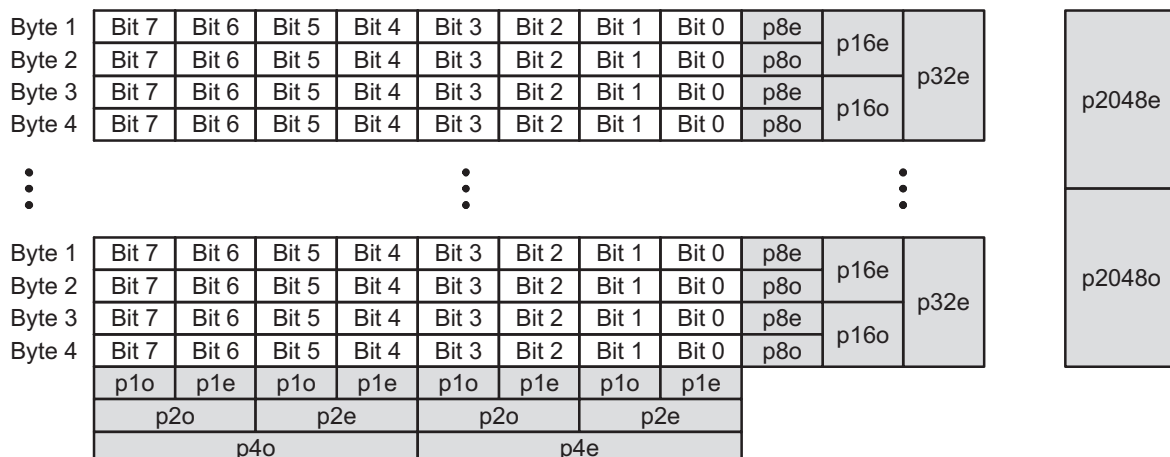 Byte 1 Bit 7 Bit 6 Bit 5 Bit 4 Bit 3 Bit 2 Bit 1 Bit 0 p8e p16e p32e p2048e
Byte 2 Bit 7 Bit 6 Bit 5 Bit 4 Bit 3 Bit 2 Bit 1 Bit 0 p8o
Byte 3 Bit 7 Bit 6 Bit 5 Bit 4 Bit 3 Bit 2 Bit 1 Bit 0 p8e p16o
Byte 4 Bit 7 Bit 6 Bit 5 Bit 4 Bit 3 Bit 2 Bit 1 Bit 0 p8o
Byte 1 Bit 7 Bit 6 Bit 5 Bit 4 Bit 3 Bit 2 Bit 1 Bit 0 p8e p16e p32e p2048o
Byte 2 Bit 7 Bit 6 Bit 5 Bit 4 Bit 3 Bit 2 Bit 1 Bit 0 p8o
Byte 3 Bit 7 Bit 6 Bit 5 Bit 4 Bit 3 Bit 2 Bit 1 Bit 0 p8e p16o
Byte 4 Bit 7 Bit 6 Bit 5 Bit 4 Bit 3 Bit 2 Bit 1 Bit 0 p8o
p1o p1e p1o p1e p1o p1e p1o p1e
p2o p2e p2o p2e
p4o p4e